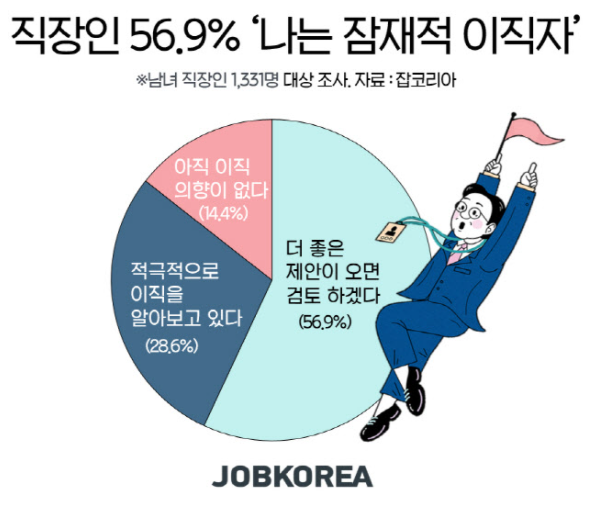 직장인 56.9% ‘나는 잠재적 이직자’
※남녀 직장인 1,331명 대상 조사. 자료 : 잡코리아
아직 이직
의향이 없다
(14.4%)
더 좋은
제안이 오면
검토 하겠다
(56.9%)
적극적으로
이직을
알아보고 있다
(28.6%)
JOBKOREA